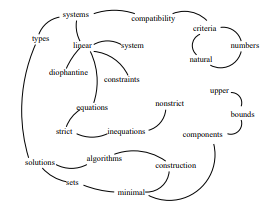 systems
compatibility
criteria
types
linear
system
numbers
natural
diophantine
constraints
upper
equations
nonstrict
bounds
strict
inequations
components
solutions
algorithms
construction
sets
minimal